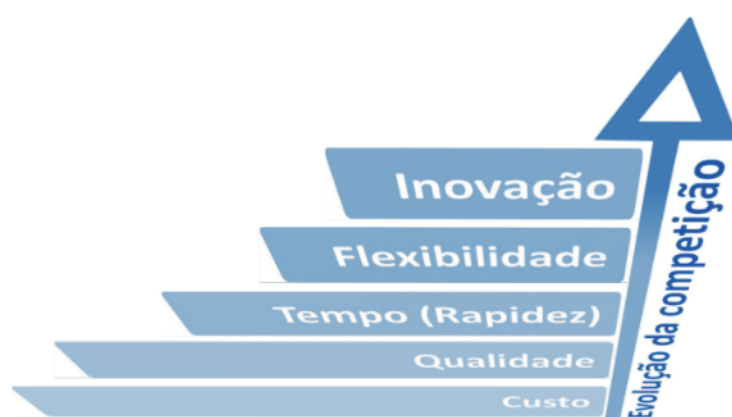 Inovação
Flexibilidade
Tempo (Rapidez)
Qualidade
Custo
Evolução da competição